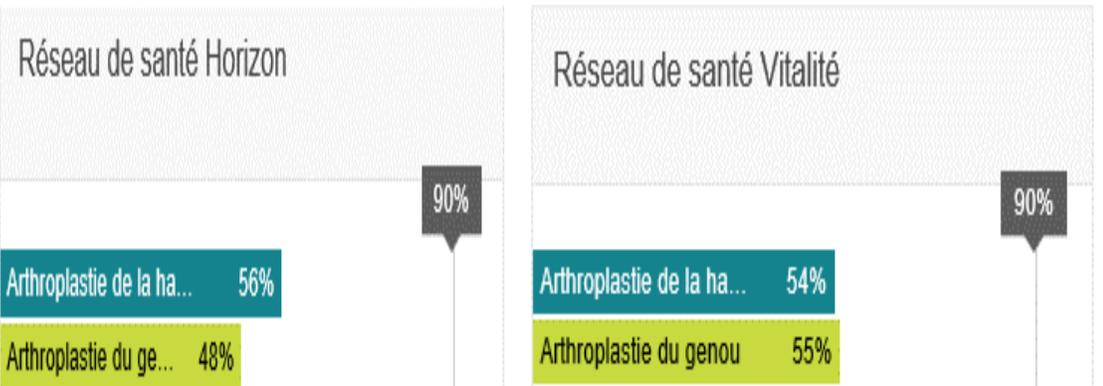 Réseau de santé Horizon
90%
Arthroplastie de la ha... 56%
Arthroplastie du ge... 48%
Réseau de santé Vitalité
90%
Arthroplastie de la ha... 54%
Arthroplastie du genou 55%